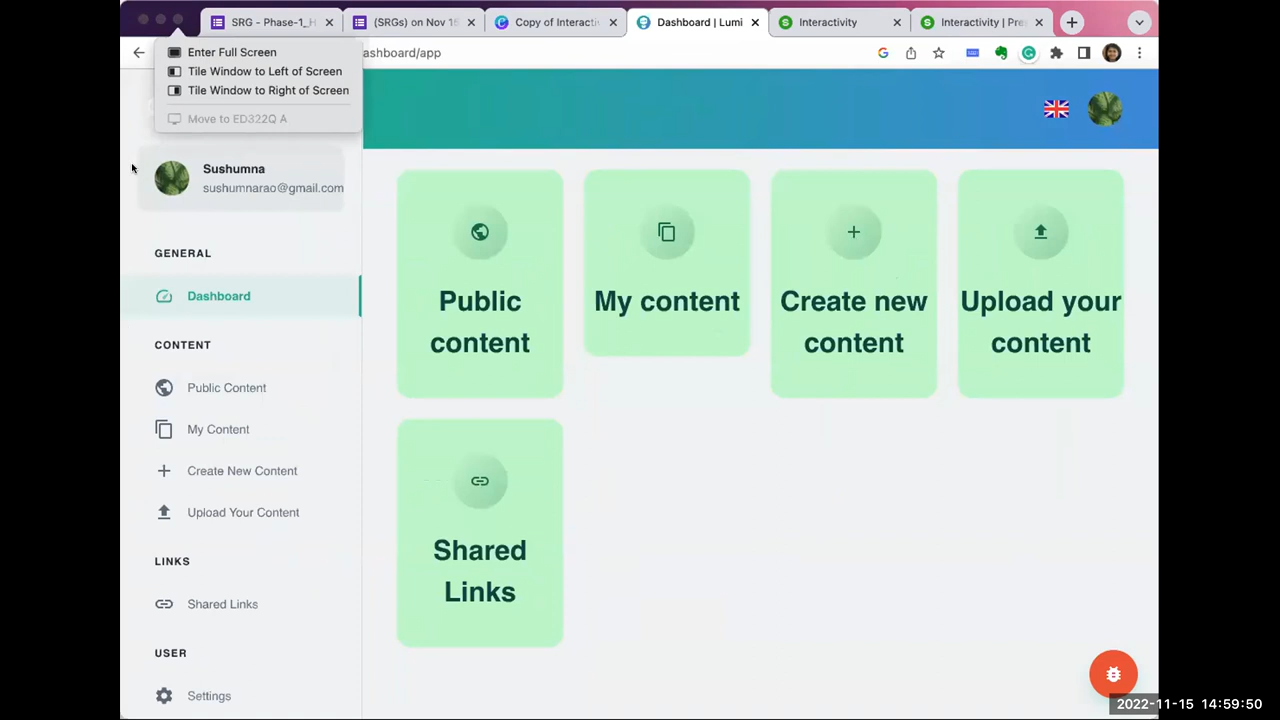 SRG - Phase-1_H
(SRGs) on Nov 15
Copy of Interactiv
Dashboard | Lumi
Interactivity
Interactivity | Pres
Enter Full Screen
Tile Window to Left of Screen
Tile Window to Right of Screen
Move to ED322Q A
ashboard/app
Sushumna
sushumnarao@gmail.com
GENERAL
Dashboard
CONTENT
Public Content
My Content
Create New Content
Upload Your Content
LINKS
Shared Links
USER
Settings
Public
content
My content
Create new
content
Upload your
content
Shared
Links
2022-11-15 14:59:50